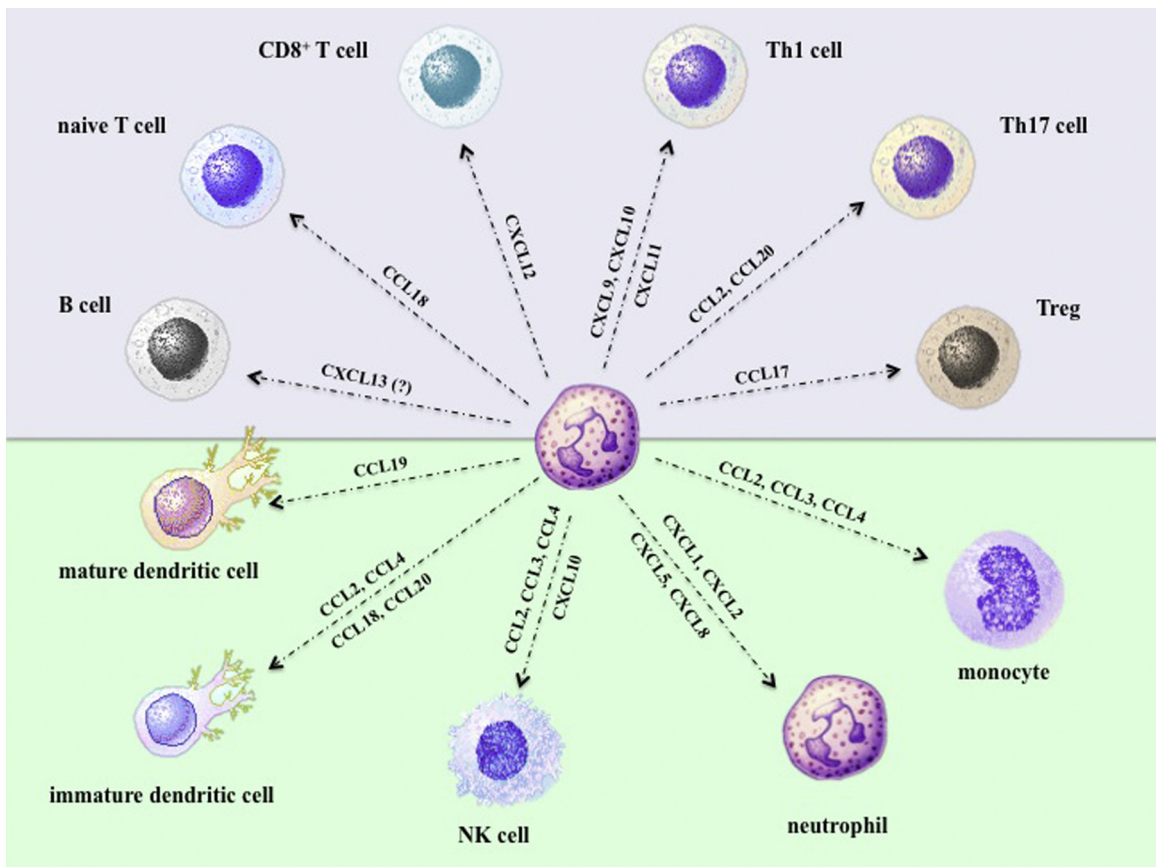 CD8+ T cell
Th1 cell
naive T cell
Th17 cell
CXCL12
CXCL9, CXCL10
CXCL11
CCL18
CCL2, CCL20
B cell
Treg
CXCL13 (?)
CCL17
CCL19
CCL2, CCL3, CCL4
mature dendritic cell
CCL2, CCL4
CCL18, CCL20
CCL2, CCL3, CCL4
CXCL10
CXCL1, CXCL2
CXCL5, CXCL8
monocyte
immature dendritic cell
NK cell
neutrophil